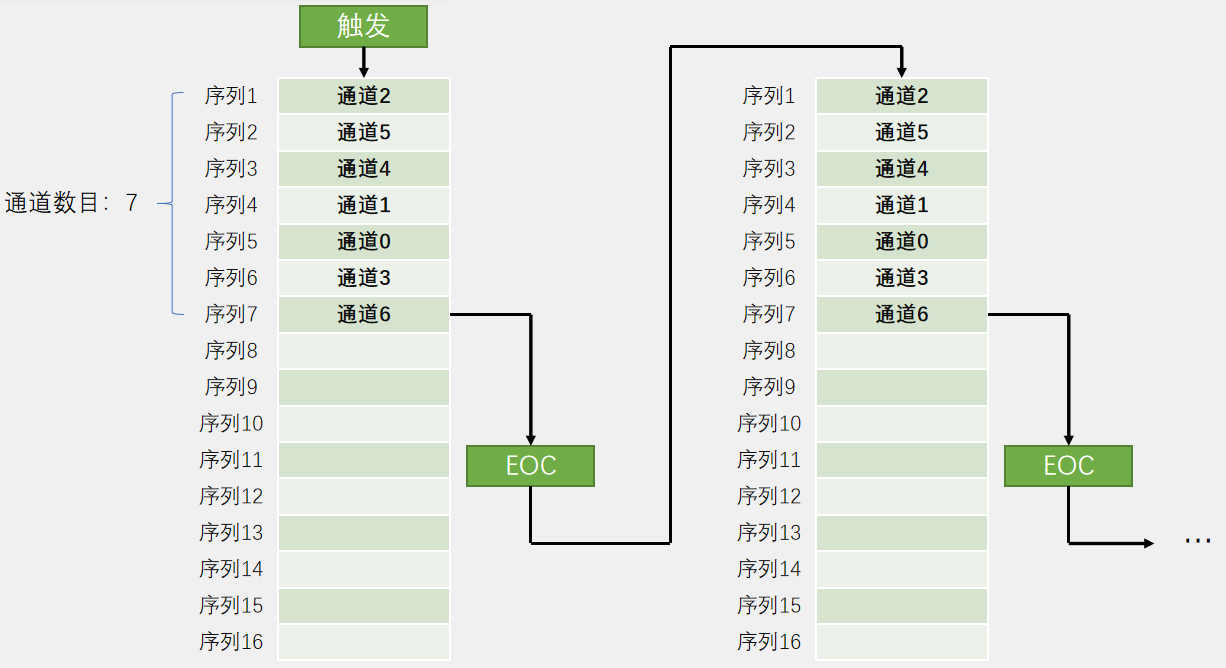 触发
通道数目：7
序列1 通道2
序列2 通道5
序列3 通道4
序列4 通道1
序列5 通道0
序列6 通道3
序列7 通道6
序列8
序列9
序列10
序列11
序列12
序列13
序列14
序列15
序列16
EOC
序列1 通道2
序列2 通道5
序列3 通道4
序列4 通道1
序列5 通道0
序列6 通道3
序列7 通道6
序列8
序列9
序列10
序列11
序列12
序列13
序列14
序列15
序列16
EOC
…